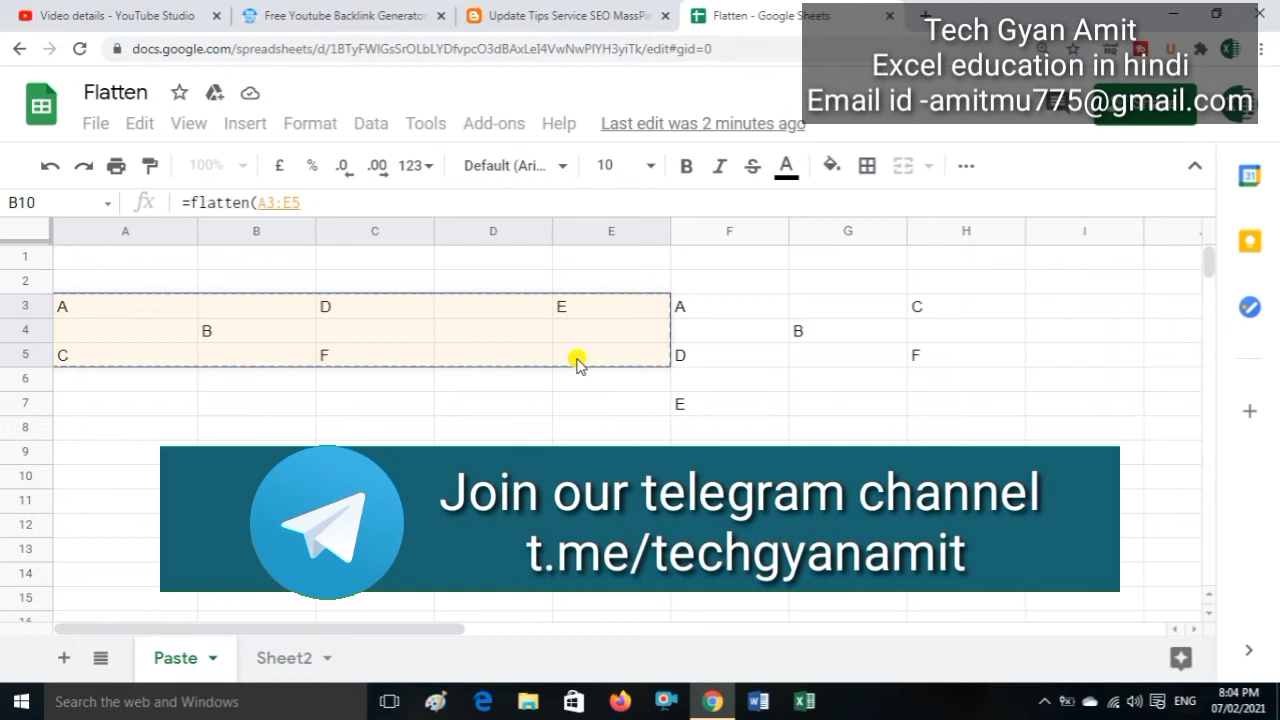 Video details - YouTube Studio
Free Youtube Backlink Generator
Update Tips Service SEO MassPin
Flatten - Google Sheets
docs.google.com/spreadsheets/d/1BTyFWlGsSrOLbLYDfvpcO3dBAxLeI4VwNwPlYH3yiTk/edit#gid=0
Tech Gyan Amit
Excel education in hindi
Email id -amitmu775@gmail.com
Flatten
File Edit View Insert Format Data Tools Add-ons Help Last edit was 2 minutes ago
100% £ % .0 .00 123 Default (Ari... 10 B I S A
B10 fx =flatten(A3:E5
A B C D E F G H I
1
2
3 A D E A C
4 B B
5 C F D F
6
7 E
8
9
10
11
12
13
14
15
16
Join our telegram channel
t.me/techgyanamit
Paste Sheet2
Search the web and Windows
ENG
8:04 PM
07/02/2021